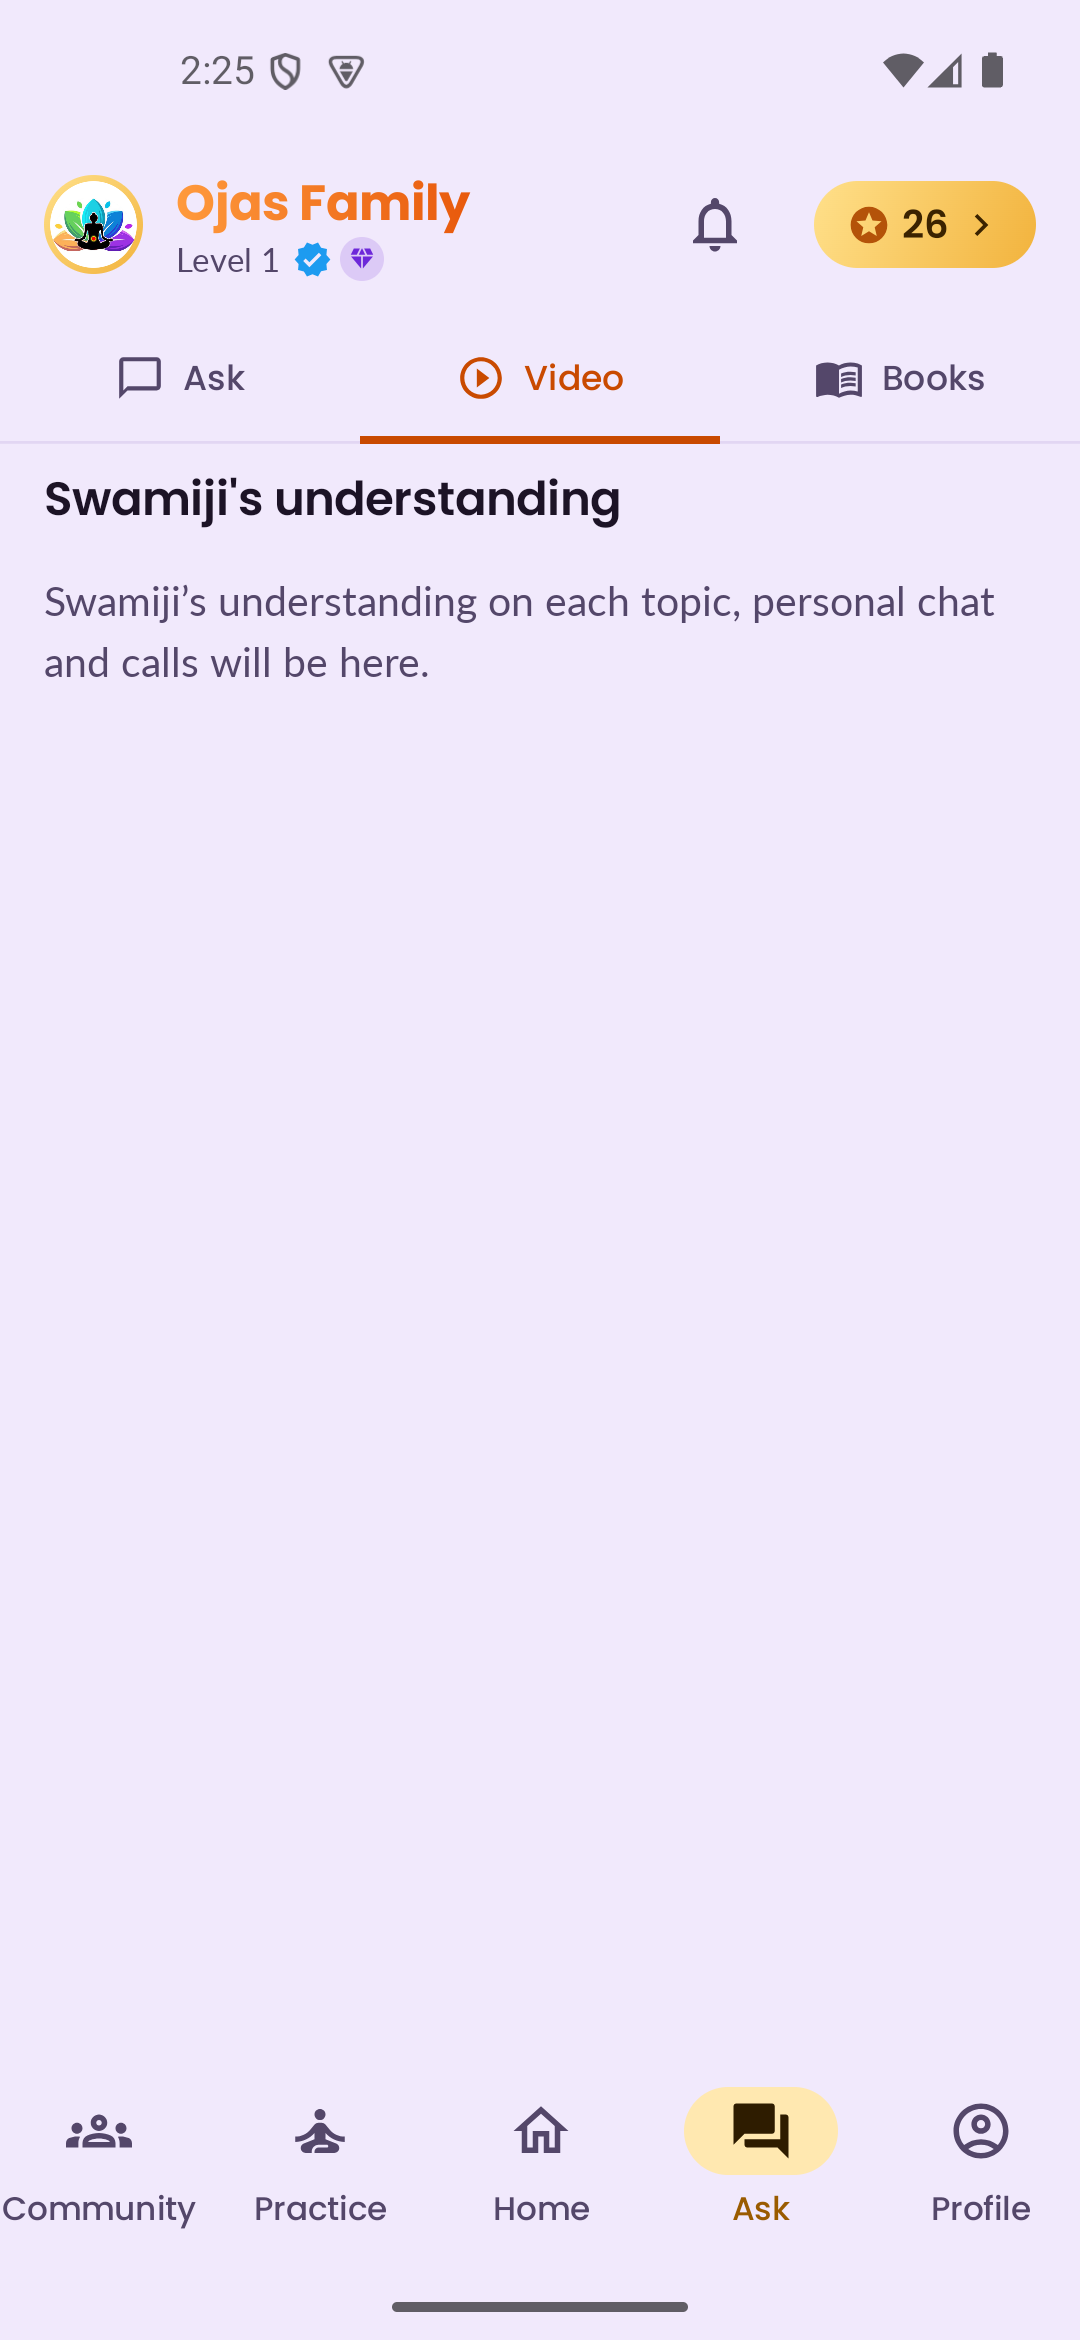 2:25
Ojas Family
Level 1
26
Ask
Video
Books
Swamiji's understanding
Swamiji’s understanding on each topic, personal chat
and calls will be here.
Community
Practice
Home
Ask
Profile